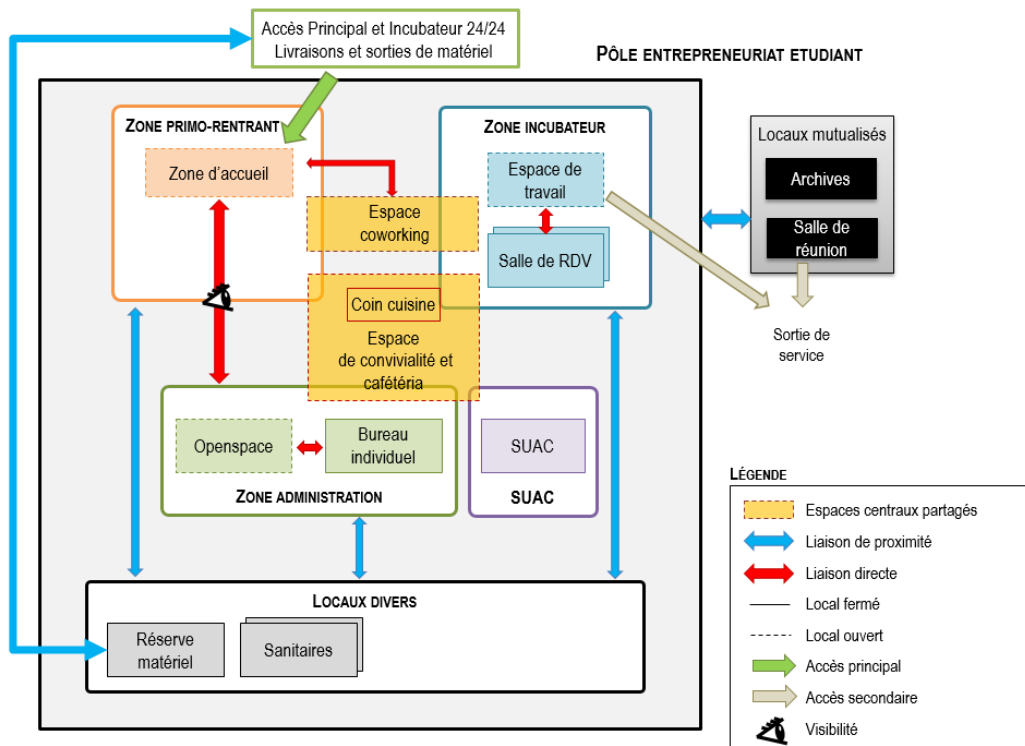 Accès Principal et Incubateur 24/24
Livraisons et sorties de matériel
PÔLE ENTREPRENEURIAT ETUDIANT
ZONE PRIMO-RENTRANT
Zone d'accueil
Espace
coworking
ZONE INCUBATEUR
Espace de
travail
Salle de RDV
Locaux mutualisés
Archives
Salle de
réunion
Sortie de
service
Coin cuisine
Espace
de convivialité et
cafétéria
Openspace
Bureau
individuel
ZONE ADMINISTRATION
SUAC
SUAC
LOCAUX DIVERS
Réserve
matériel
Sanitaires
LÉGENDE
Espaces centraux partagés
Liaison de proximité
Liaison directe
Local fermé
Local ouvert
Accès principal
Accès secondaire
Visibilité